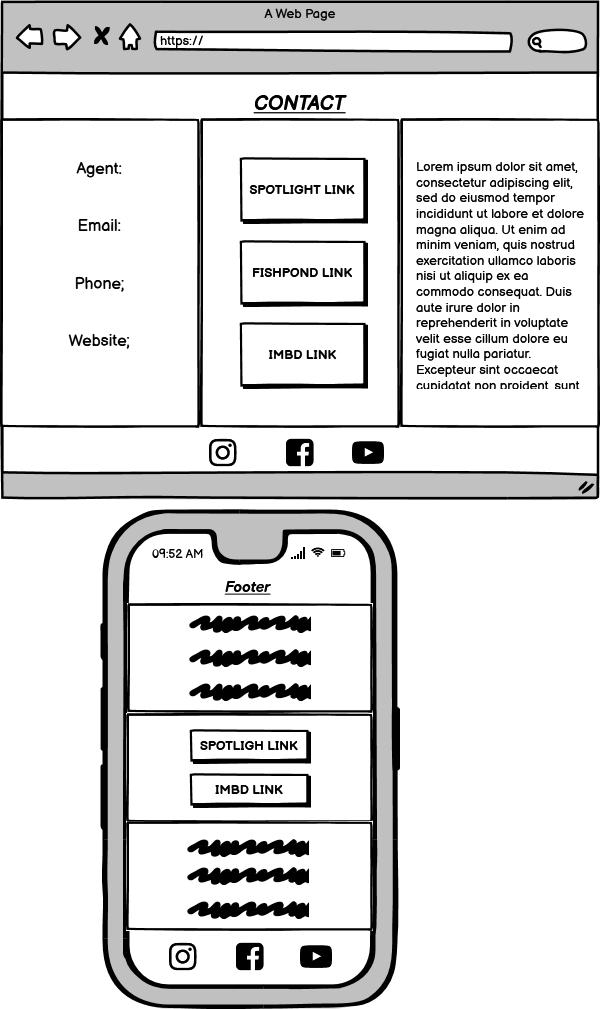 A Web Page
https://
CONTACT
Agent:
Email:
Phone;
Website;
SPOTLIGHT LINK
FISHPOND LINK
IMBD LINK
Lorem ipsum dolor sit amet,
consectetur adipiscing elit,
sed do eiusmod tempor
incididunt ut labore et dolore
magna aliqua. Ut enim ad
minim veniam, quis nostrud
exercitation ullamco laboris
nisi ut aliquip ex ea
commodo consequat. Duis
aute irure dolor in
reprehenderit in voluptate
velit esse cillum dolore eu
fugiat nulla pariatur.
Excepteur sint occaecat
cupidatat non proident, sunt
09:52 AM
Footer
SPOTLIGH LINK
IMBD LINK